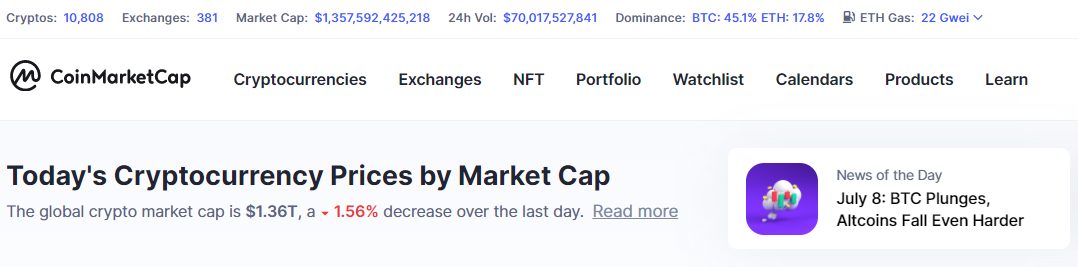 Cryptos: 10,808 Exchanges: 381 Market Cap: $1,357,592,425,218 24h Vol: $70,017,527,841 Dominance: BTC: 45.1% ETH: 17.8% ETH Gas: 22 Gwei
CoinMarketCap Cryptocurrencies Exchanges NFT Portfolio Watchlist Calendars Products Learn
Today's Cryptocurrency Prices by Market Cap
The global crypto market cap is $1.36T, a 1.56% decrease over the last day. Read more
News of the Day
July 8: BTC Plunges,
Altcoins Fall Even Harder